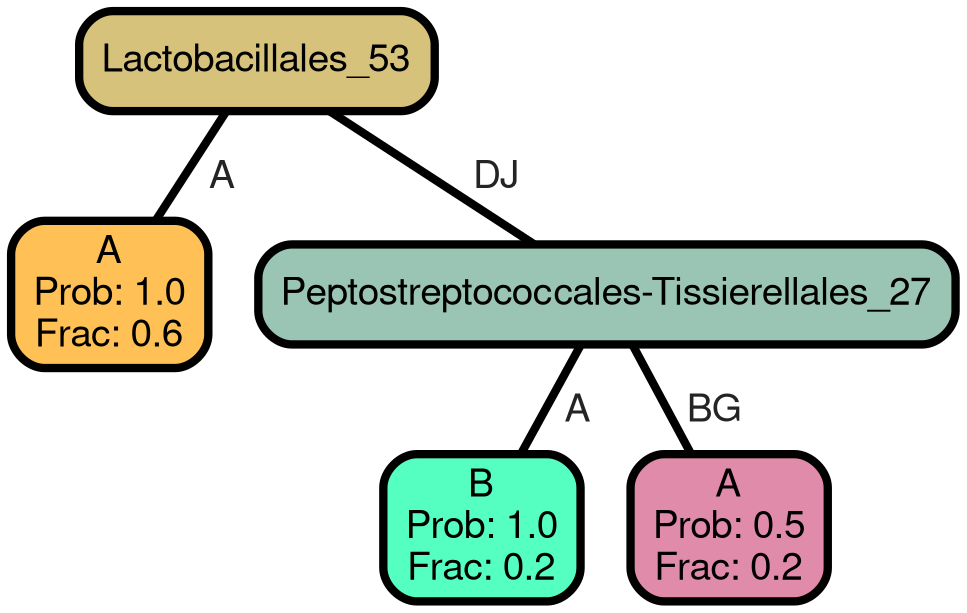 Lactobacillales_53
A
DJ
A
Prob: 1.0
Frac: 0.6
Peptostreptococcales-Tissierellales_27
A
BG
B
Prob: 1.0
Frac: 0.2
A
Prob: 0.5
Frac: 0.2